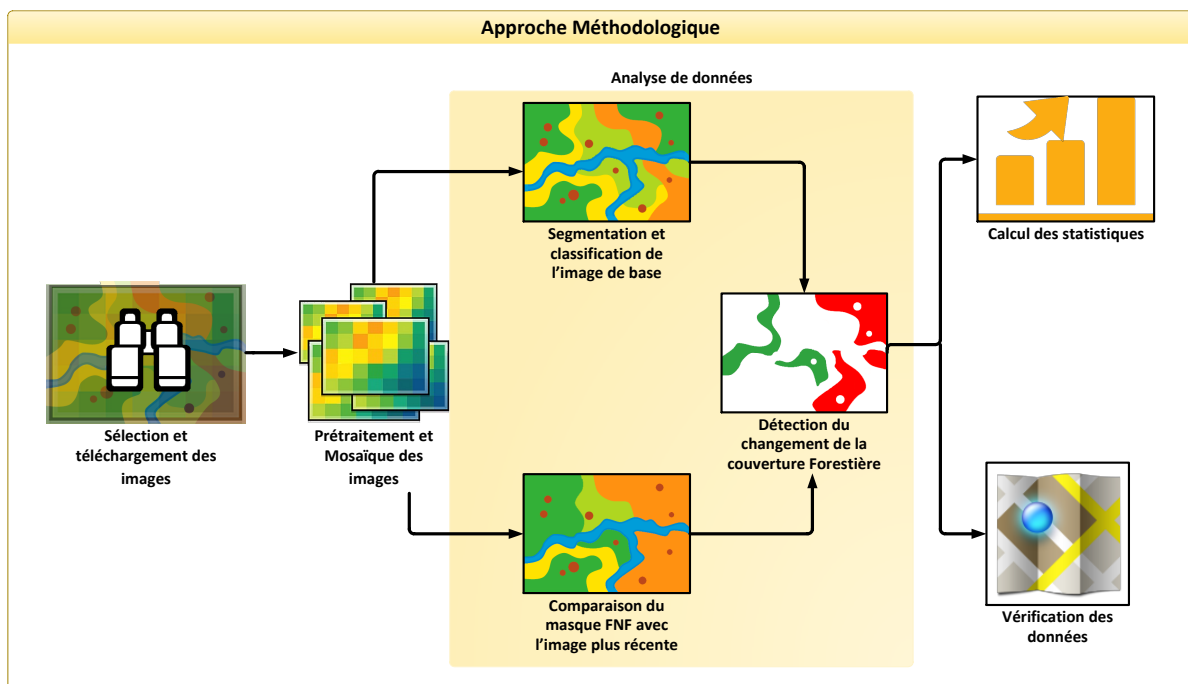 Approche Méthodologique
Analyse de données
Segmentation et
classification de
l'image de base
Calcul des statistiques
Sélection et
téléchargement des
images
Prétraitement et
Mosaïque des
images
Détection du
changement de la
couverture Forestière
Comparaison du
masque FNF avec
l'image plus récente
Vérification des
données